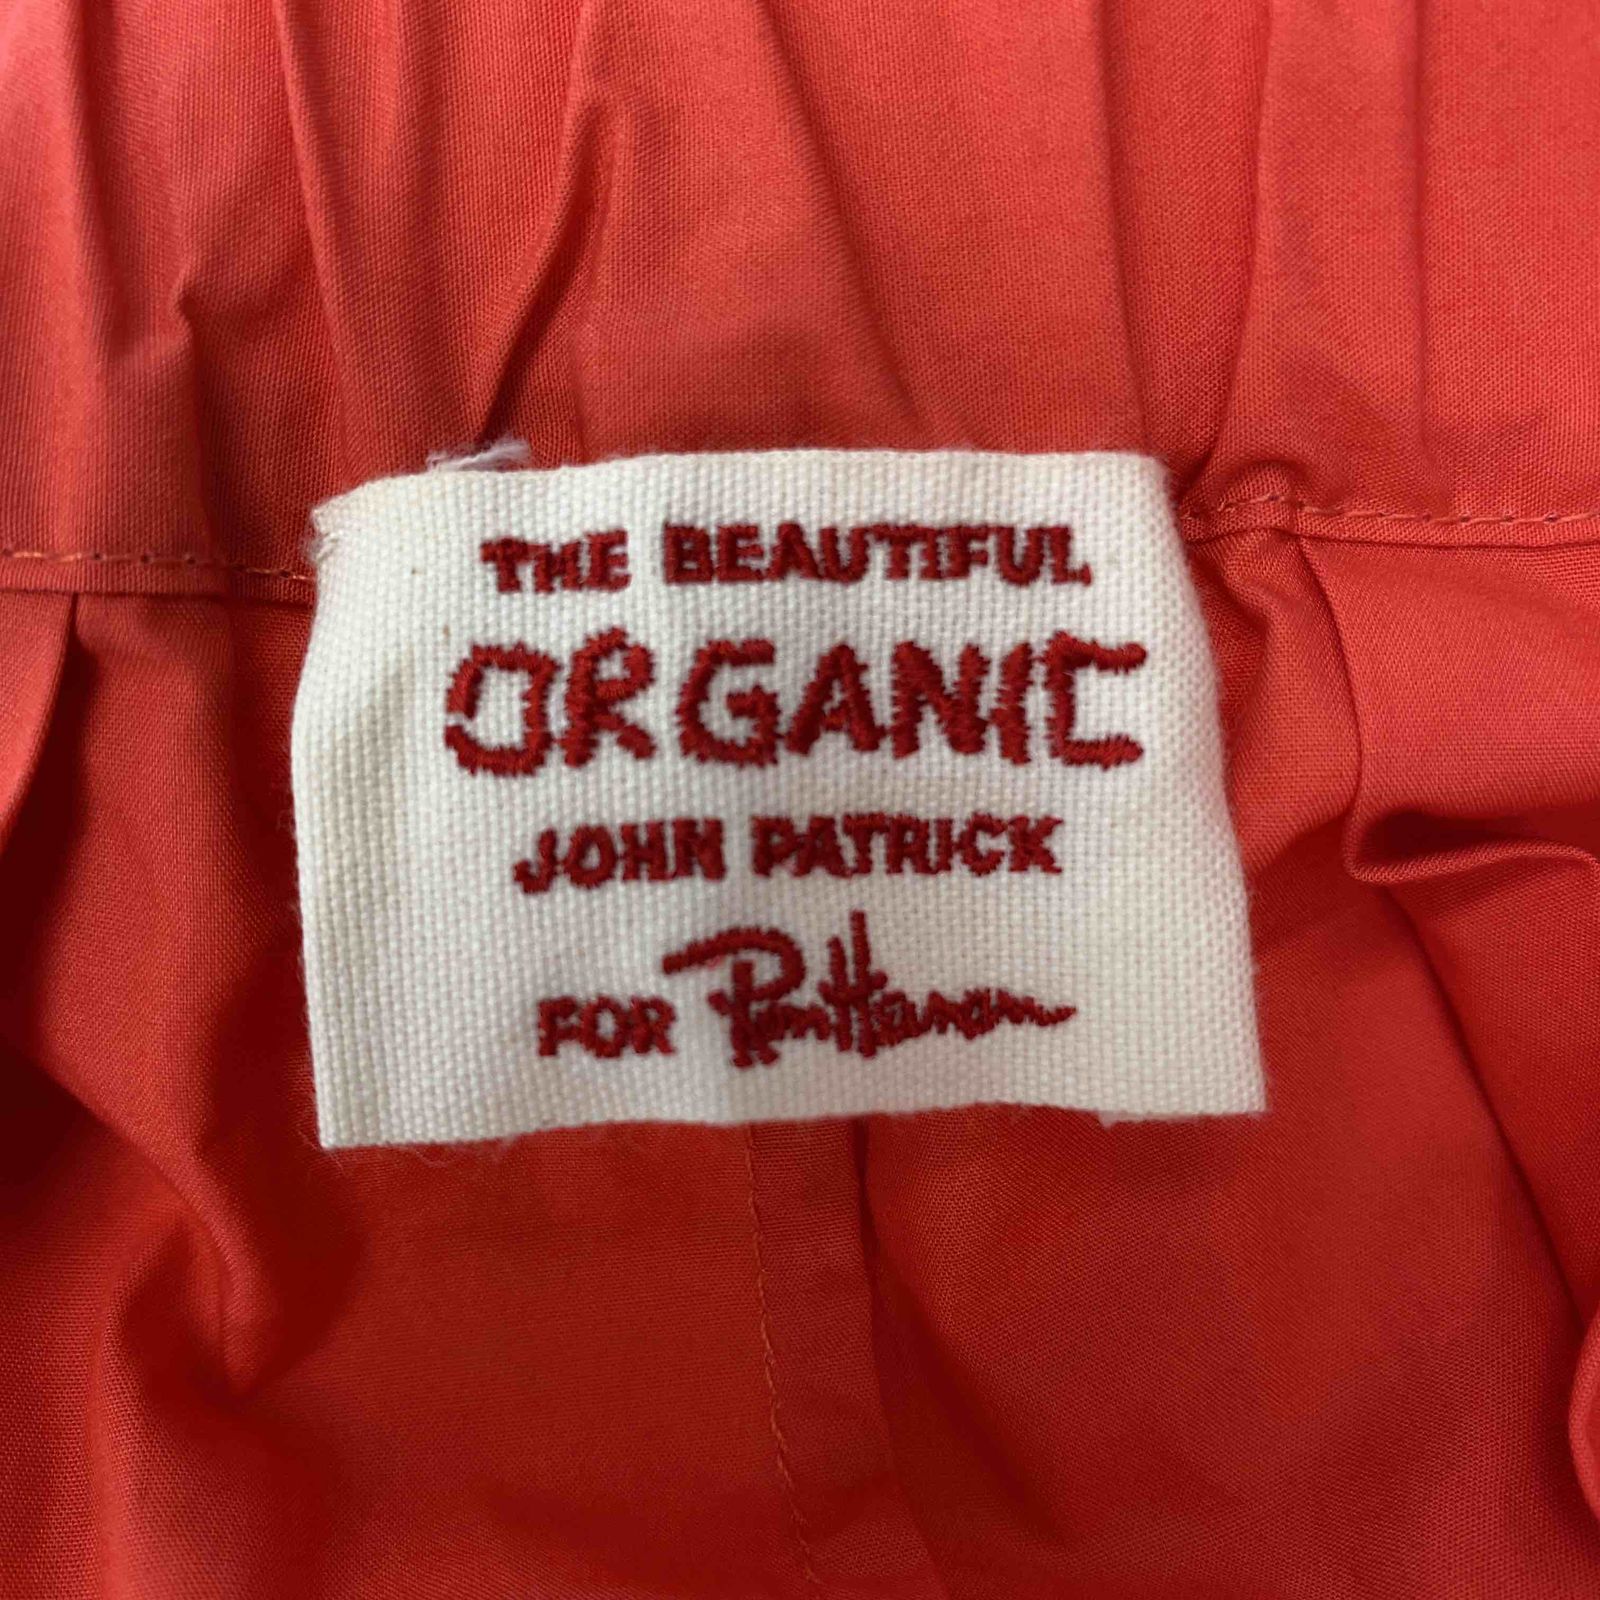 THE BEAUTIFUL
ORGANIC
JOHN PATRICK
FOR Ron Herman